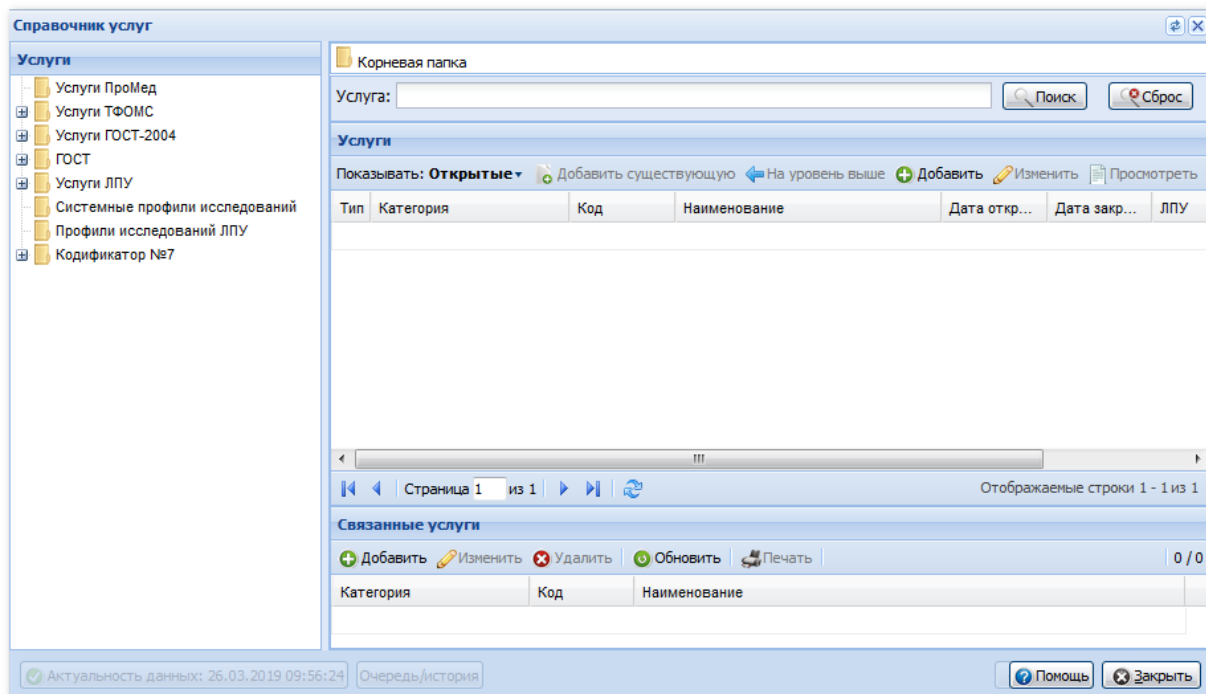 Справочник услуг
Услуги
Услуги ПроМед
Услуги ТФОМС
Услуги ГОСТ-2004
ГОСТ
Услуги ЛПУ
Системные профили исследований
Профили исследований ЛПУ
Кодификатор №7
Корневая папка
Услуга: Поиск Сброс
Услуги
Показывать: Открытые Добавить существующую На уровень выше Добавить Изменить Просмотреть
Тип Категория Код Наименование Дата откр... Дата закр... ЛПУ
Страница 1 из 1 Отображаемые строки 1 - 1 из 1
Связанные услуги
Добавить Изменить Удалить Обновить Печать 0 / 0
Категория Код Наименование
Актуальность данных: 26.03.2019 09:56:24 Очередь/история Помощь Закрыть